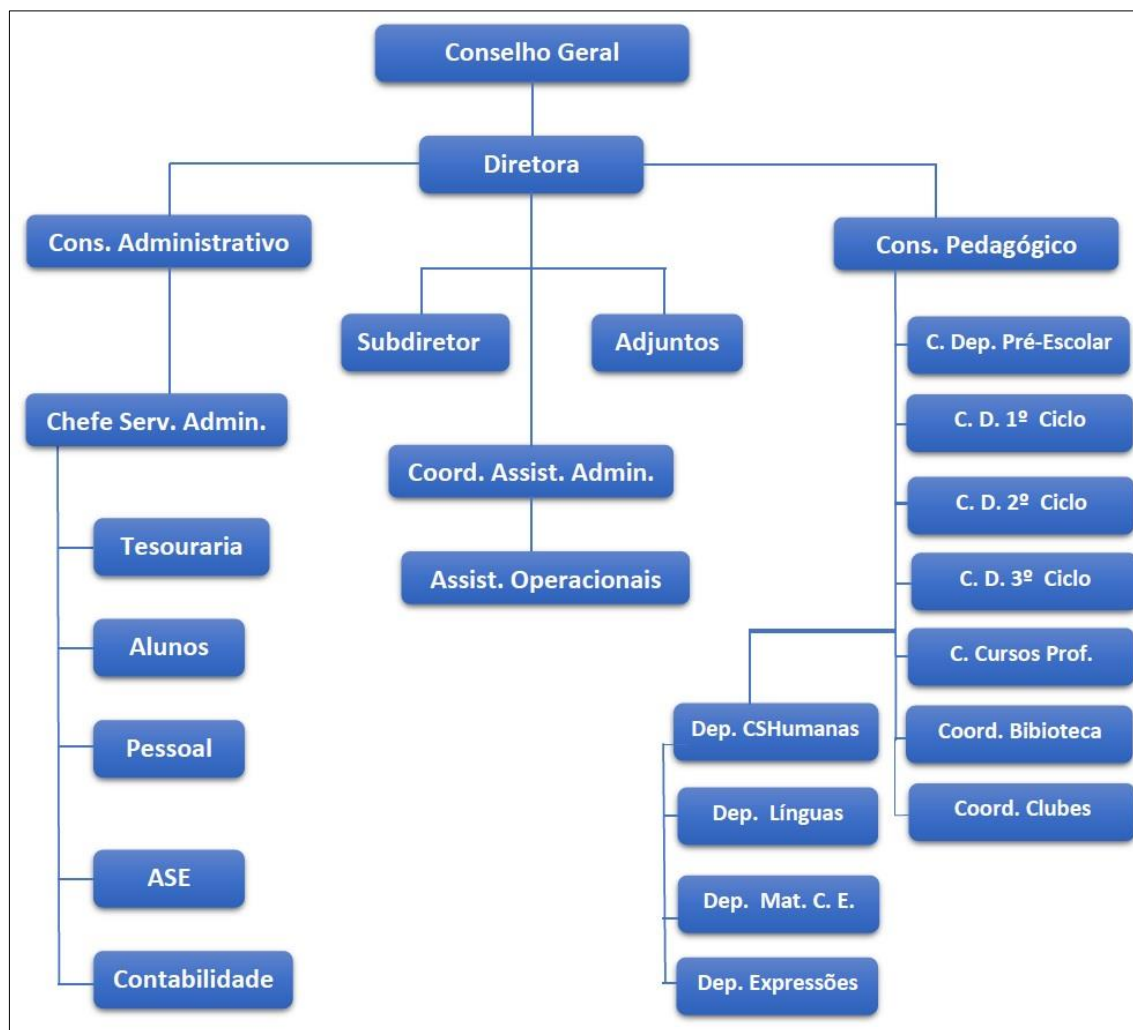 Conselho Geral
Diretora
Cons. Administrativo
Cons. Pedagógico
Subdiretor
Adjuntos
C. Dep. Pré-Escolar
Chefe Serv. Admin.
C. D. 1º Ciclo
Coord. Assist. Admin.
C. D. 2º Ciclo
Tesouraria
Assist. Operacionais
C. D. 3º Ciclo
Alunos
C. Cursos Prof.
Pessoal
Dep. CSHumanas
Coord. Bibioteca
Dep. Línguas
Coord. Clubes
ASE
Dep. Mat. C. E.
Contabilidade
Dep. Expressões